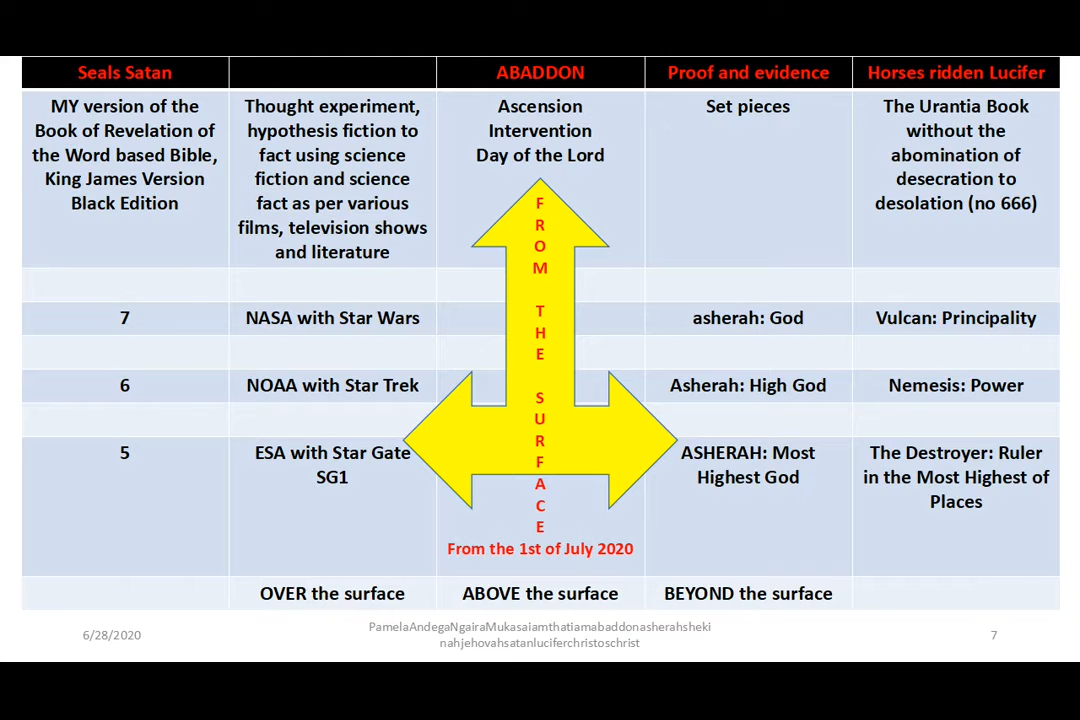 Seals Satan
ABADDON
Proof and evidence
Horses ridden Lucifer
MY version of the
Book of Revelation of
the Word based Bible,
King James Version
Black Edition
Thought experiment,
hypothesis fiction to
fact using science
fiction and science
fact as per various
films, television shows
and literature
Ascension
Intervention
Day of the Lord
Set pieces
The Urantia Book
without the
abomination of
desecration to
desolation (no 666)
F
R
O
M
T
H
E
S
U
R
F
A
C
E
7
NASA with Star Wars
asherah: God
Vulcan: Principality
6
NOAA with Star Trek
Asherah: High God
Nemesis: Power
5
ESA with Star Gate
SG1
ASHERAH: Most
Highest God
The Destroyer: Ruler
in the Most Highest of
Places
From the 1st of July 2020
OVER the surface
ABOVE the surface
BEYOND the surface
6/28/2020
PamelaAndegaNgairaMukasaiamthatiamabaddonasherahsheki
nahjehovahsatanluciferchristoschrist
7